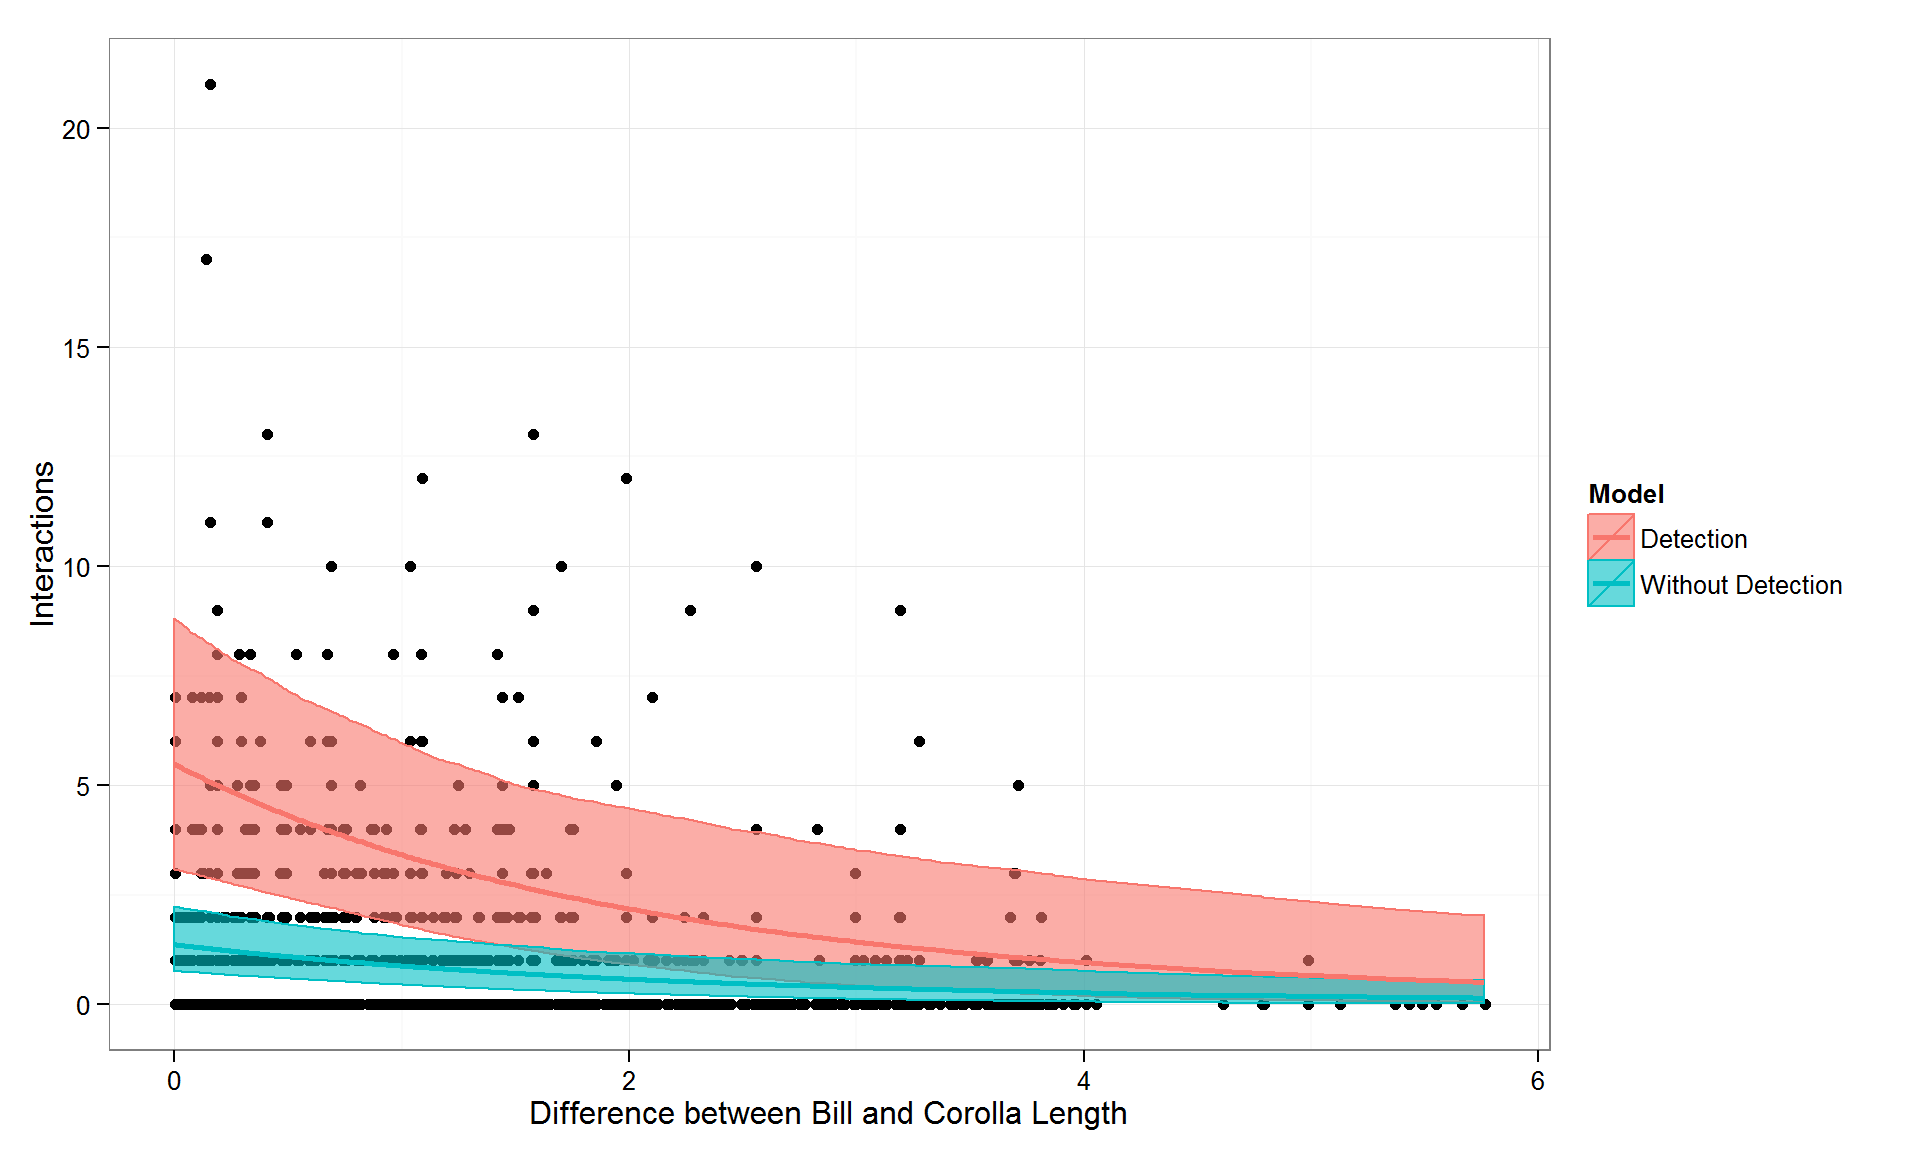 20
15
10
5
0
0 2 4 6
Interactions
Difference between Bill and Corolla Length
Model
Detection
Without Detection